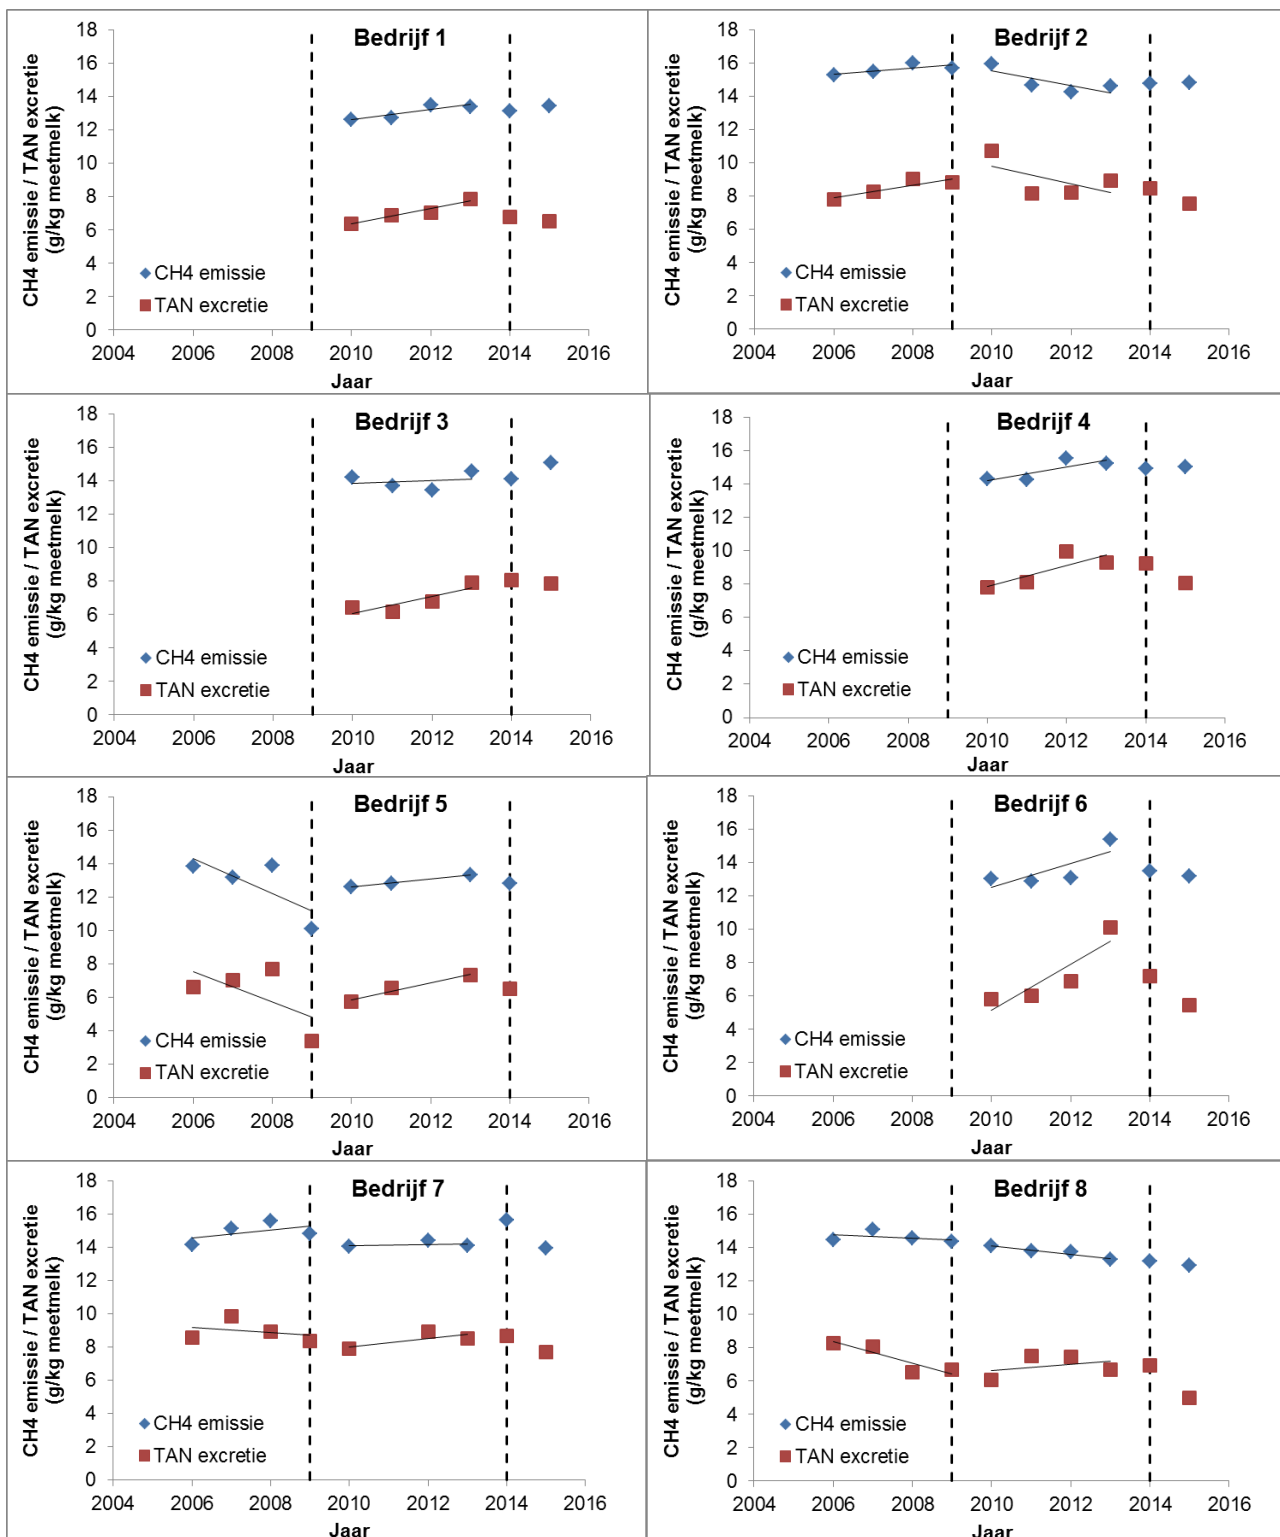 Bedrijf 1
CH4 emissie / TAN excretie
(g/kg meetmelk)
18
16
14
12
10
8
6
4
2
0
CH4 emissie
TAN excretie
2004 2006 2008 2010 2012 2014 2016
Jaar
Bedrijf 2
CH4 emissie / TAN excretie
(g/kg meetmelk)
18
16
14
12
10
8
6
4
2
0
CH4 emissie
TAN excretie
2004 2006 2008 2010 2012 2014 2016
Jaar
Bedrijf 3
CH4 emissie / TAN excretie
(g/kg meetmelk)
18
16
14
12
10
8
6
4
2
0
CH4 emissie
TAN excretie
2004 2006 2008 2010 2012 2014 2016
Jaar
Bedrijf 4
CH4 emissie / TAN excretie
(g/kg meetmelk)
18
16
14
12
10
8
6
4
2
0
CH4 emissie
TAN excretie
2004 2006 2008 2010 2012 2014 2016
Jaar
Bedrijf 5
CH4 emissie / TAN excretie
(g/kg meetmelk)
18
16
14
12
10
8
6
4
2
0
CH4 emissie
TAN excretie
2004 2006 2008 2010 2012 2014 2016
Jaar
Bedrijf 6
CH4 emissie / TAN excretie
(g/kg meetmelk)
18
16
14
12
10
8
6
4
2
0
CH4 emissie
TAN excretie
2004 2006 2008 2010 2012 2014 2016
Jaar
Bedrijf 7
CH4 emissie / TAN excretie
(g/kg meetmelk)
18
16
14
12
10
8
6
4
2
0
CH4 emissie
TAN excretie
2004 2006 2008 2010 2012 2014 2016
Jaar
Bedrijf 8
CH4 emissie / TAN excretie
(g/kg meetmelk)
18
16
14
12
10
8
6
4
2
0
CH4 emissie
TAN excretie
2004 2006 2008 2010 2012 2014 2016
Jaar